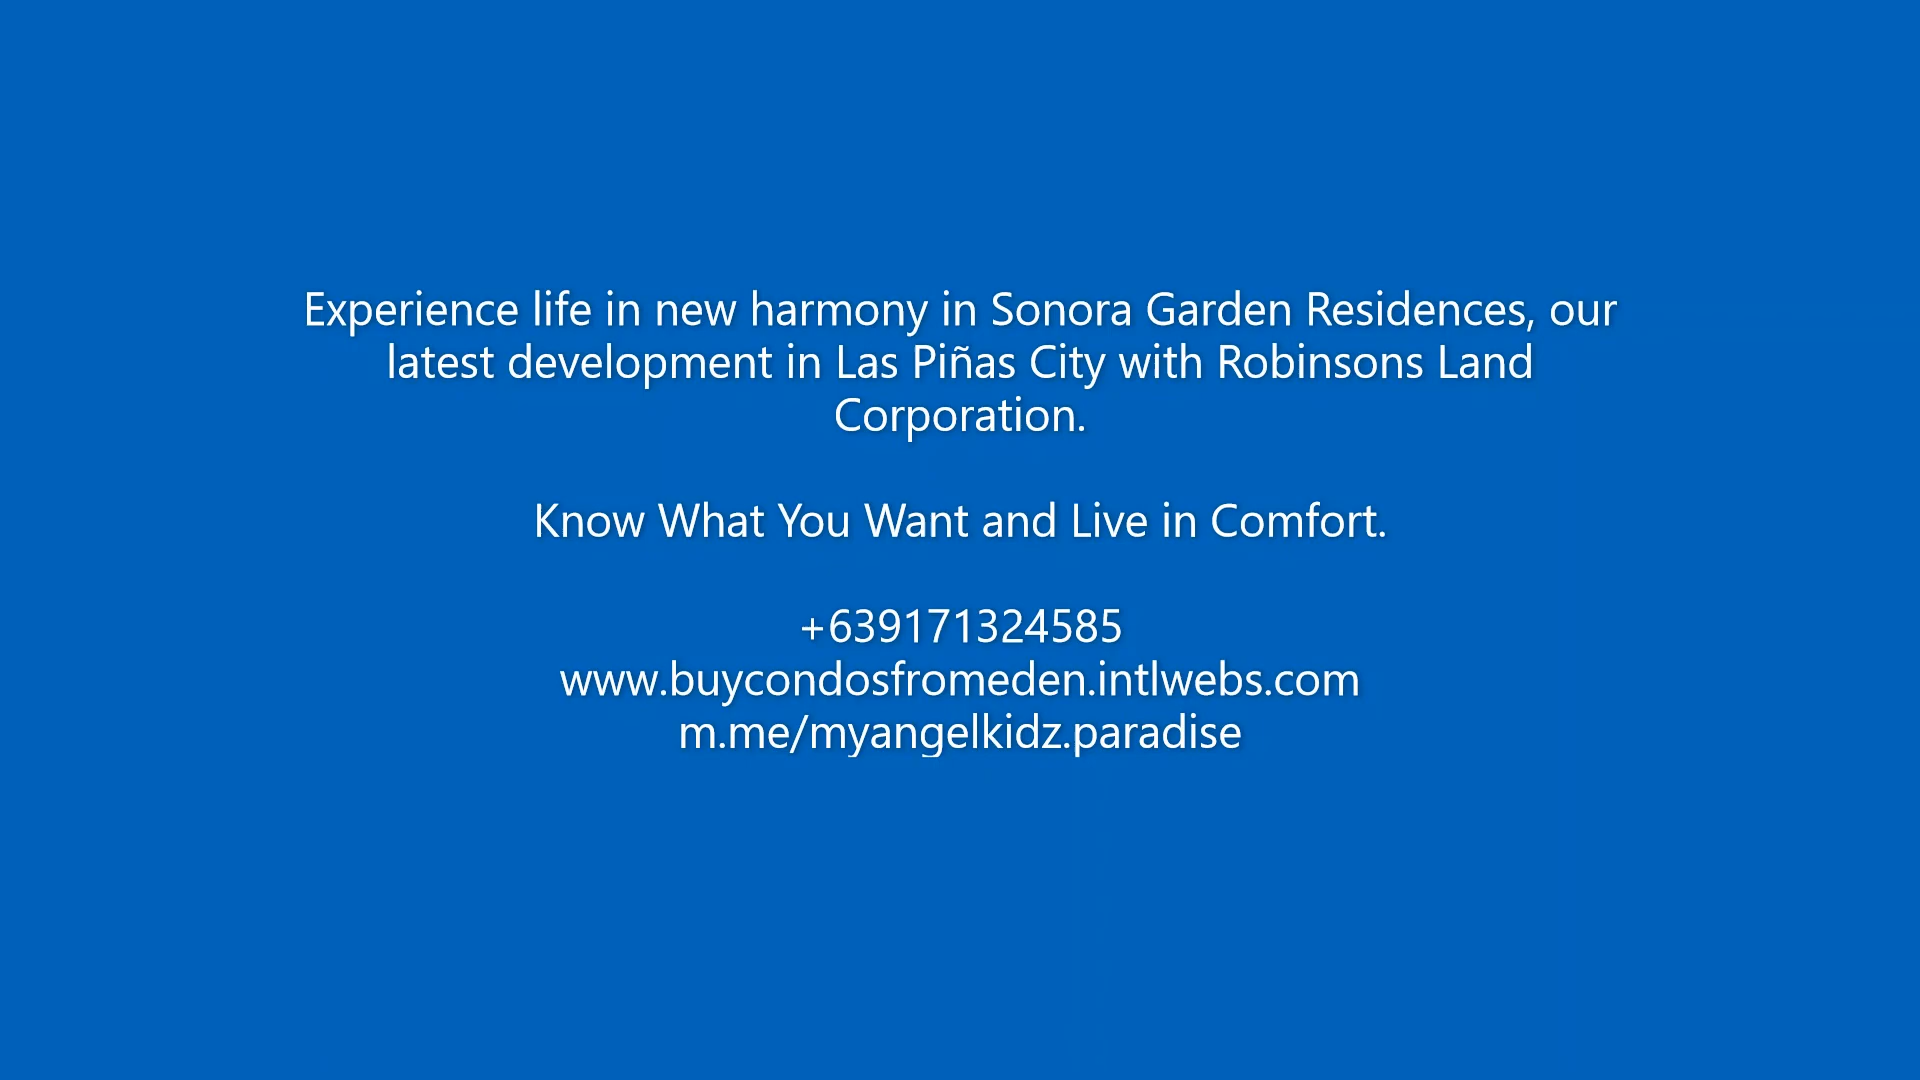 Experience life in new harmony in Sonora Garden Residences, our
latest development in Las Piñas City with Robinsons Land
Corporation.
Know What You Want and Live in Comfort.
+639171324585
www.buycondosfromeden.intlwebs.com
m.me/myangelkidz.paradise